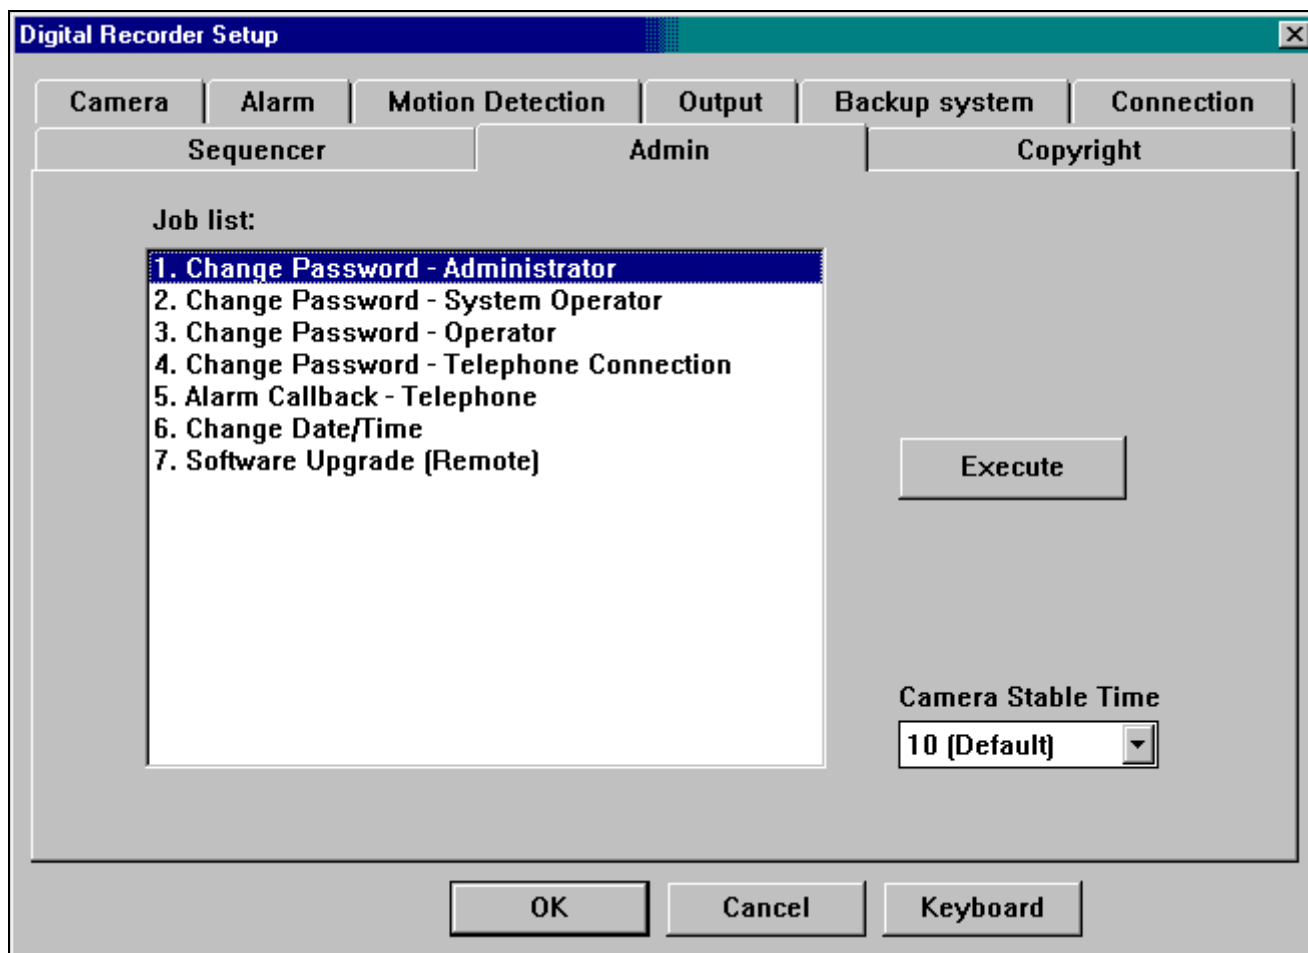 Digital Recorder Setup
Camera Alarm Motion Detection Output Backup system Connection
Sequencer Admin Copyright
Job list:
1. Change Password - Administrator
2. Change Password - System Operator
3. Change Password - Operator
4. Change Password - Telephone Connection
5. Alarm Callback - Telephone
6. Change Date/Time
7. Software Upgrade (Remote)
Execute
Camera Stable Time
10 (Default)
OK Cancel Keyboard